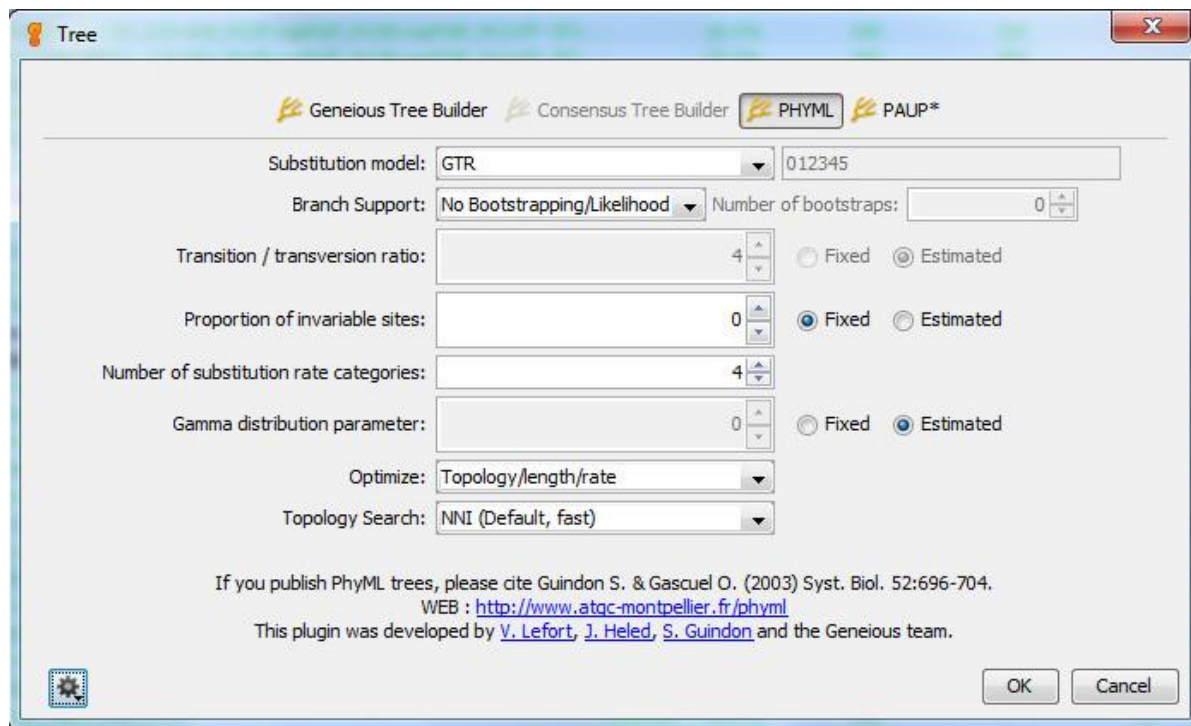 Tree
Geneious Tree Builder Consensus Tree Builder PHYML PAUP*
Substitution model: GTR 012345
Branch Support: No Bootstrapping/Likelihood Number of bootstraps: 0
Transition / transversion ratio: 4 Fixed Estimated
Proportion of invariable sites: 0 Fixed Estimated
Number of substitution rate categories: 4
Gamma distribution parameter: 0 Fixed Estimated
Optimize: Topology/length/rate
Topology Search: NNI (Default, fast)
If you publish PhyML trees, please cite Guindon S. & Gascuel O. (2003) Syst. Biol. 52:696-704.
WEB : http://www.atgc-montpellier.fr/phyml
This plugin was developed by V. Lefort, J. Heled, S. Guindon and the Geneious team.
OK Cancel